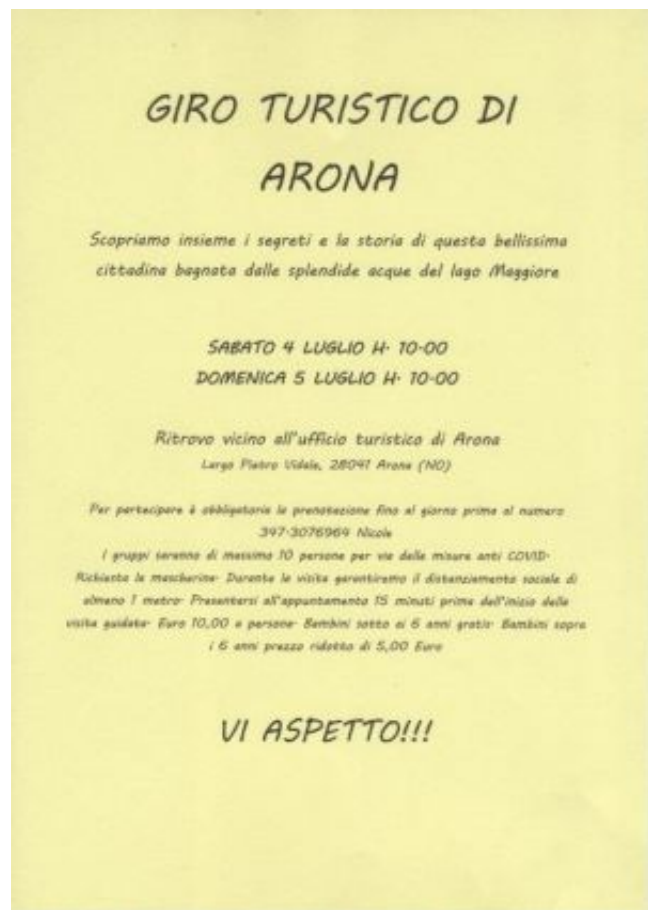 GIRO TURISTICO DI
ARONA
Scopriamo insieme i segreti e la storia di questa bellissima
cittadina bagnata dalle splendide acque del lago Maggiore
SABATO 4 LUGLIO H. 10.00
DOMENICA 5 LUGLIO H. 10.00
Ritrovo vicino all'ufficio turistico di Arona
Largo Pietro Vidale, 28041 Arona (NO)
Per partecipare è obbligatoria la prenotazione fino al giorno prima al numero
347.3076964 Nicole
I gruppi saranno di massimo 10 persone per via delle misure anti COVID.
Richiesta la mascherina. Durante la visita garantiremo il distanziamento sociale di
almeno 1 metro. Presentarsi all'appuntamento 15 minuti prima dell'inizio della
visita guidata. Euro 10,00 a persona. Bambini sotto ai 6 anni gratis. Bambini sopra
i 6 anni prezzo ridotto di 5,00 Euro
VI ASPETTO!!!